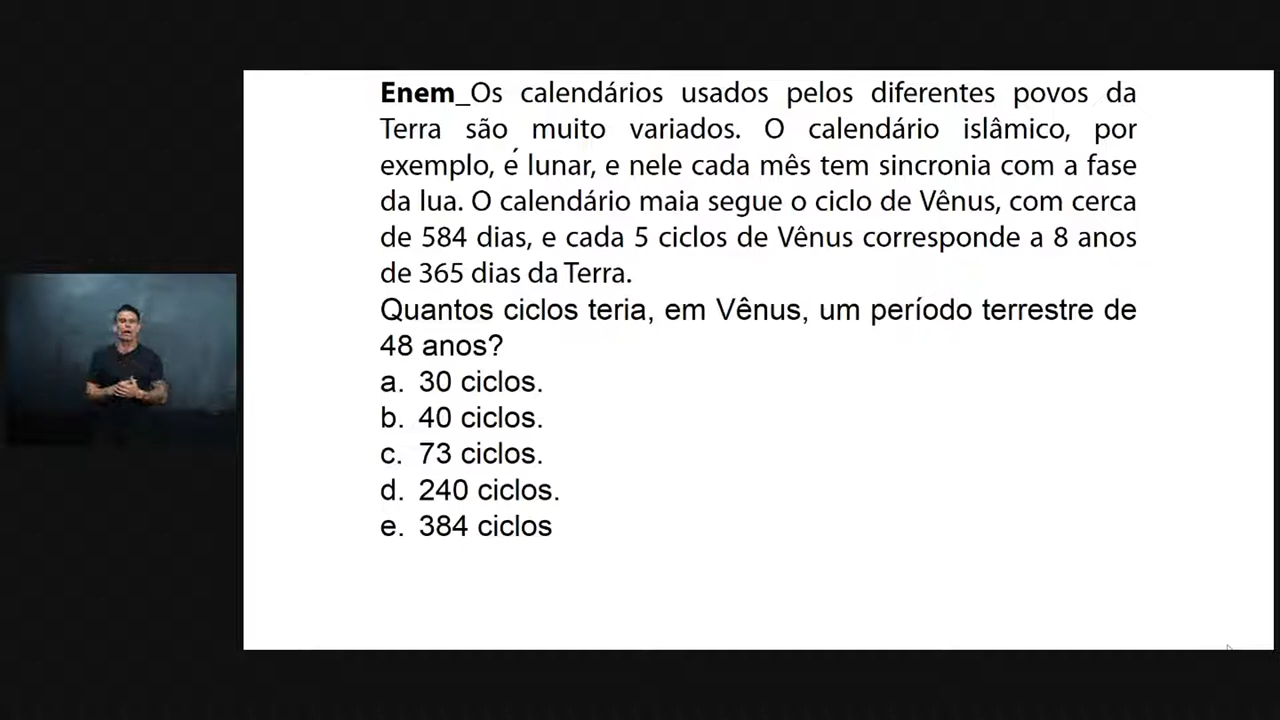 Enem_Os calendários usados pelos diferentes povos da
Terra são muito variados. O calendário islâmico, por
exemplo, é lunar, e nele cada mês tem sincronia com a fase
da lua. O calendário maia segue o ciclo de Vênus, com cerca
de 584 dias, e cada 5 ciclos de Vênus corresponde a 8 anos
de 365 dias da Terra.
Quantos ciclos teria, em Vênus, um período terrestre de
48 anos?
a. 30 ciclos.
b. 40 ciclos.
c. 73 ciclos.
d. 240 ciclos.
e. 384 ciclos